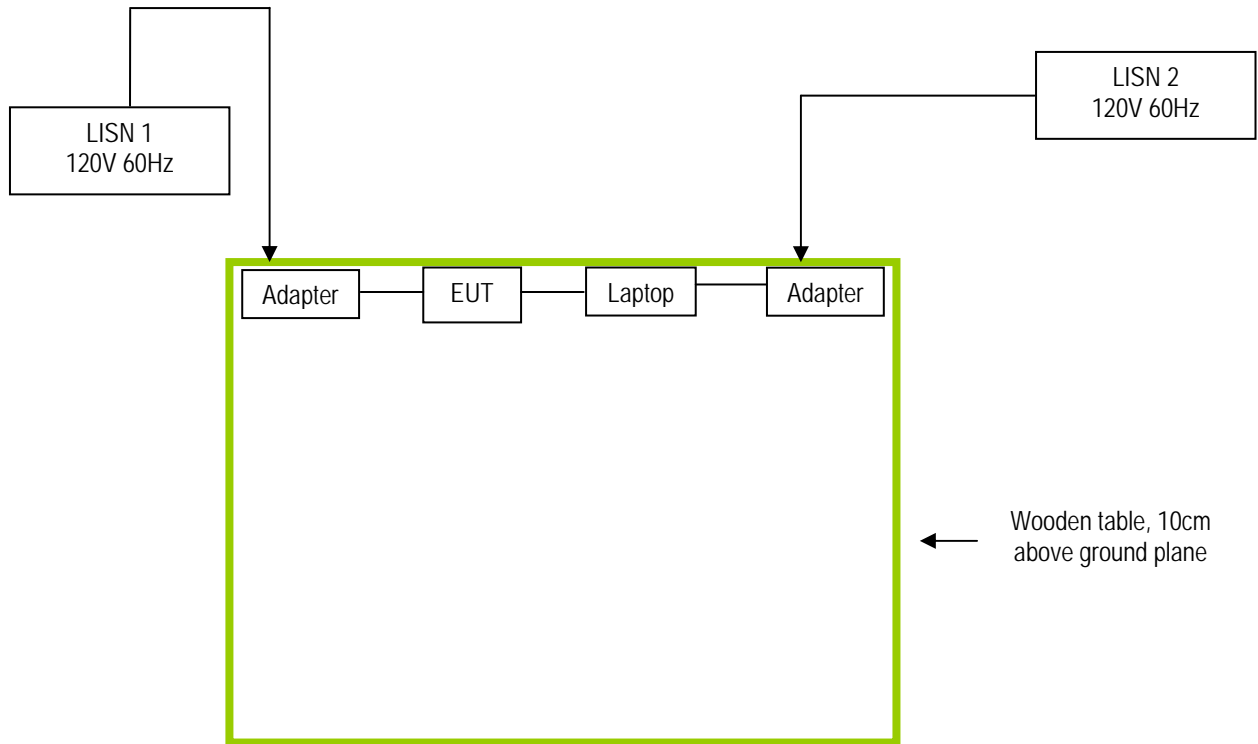 LISN 1
120V 60Hz
LISN 2
120V 60Hz
Adapter
EUT
Laptop
Adapter
Wooden table, 10cm
above ground plane